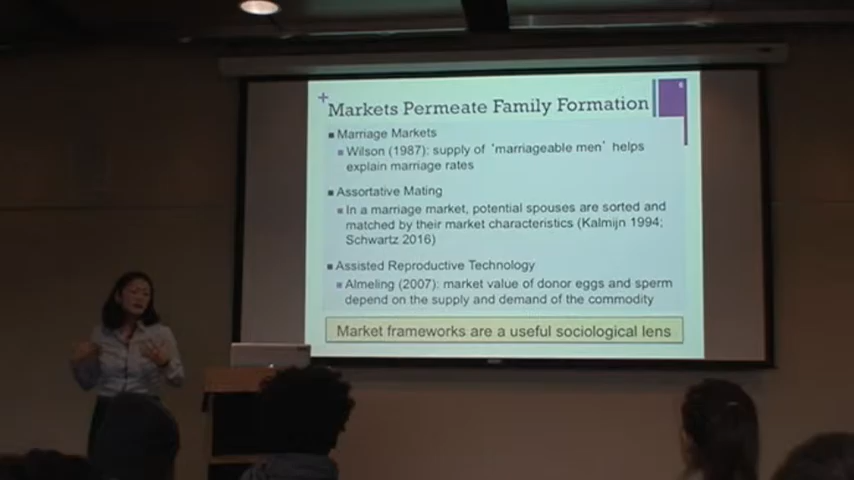 6
+
Markets Permeate Family Formation
■ Marriage Markets
■ Wilson (1987): supply of 'marriageable men' helps
explain marriage rates
■ Assortative Mating
■ In a marriage market, potential spouses are sorted and
matched by their market characteristics (Kalmijn 1994;
Schwartz 2016)
■ Assisted Reproductive Technology
■ Almeling (2007): market value of donor eggs and sperm
depend on the supply and demand of the commodity
Market frameworks are a useful sociological lens